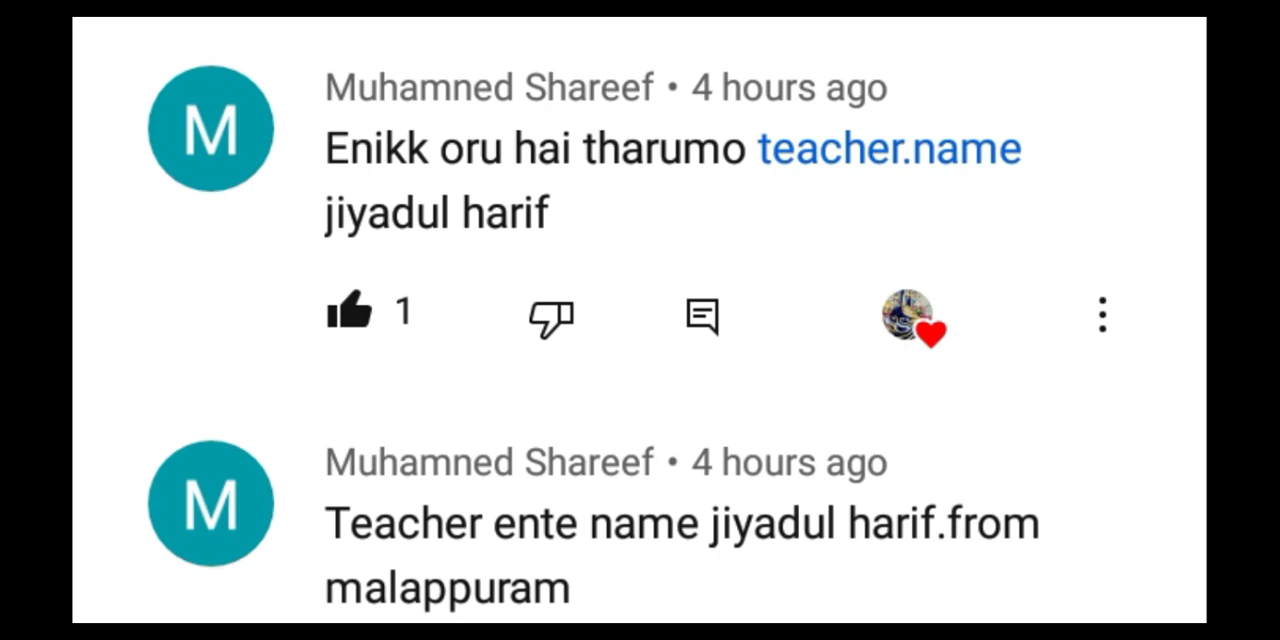 M
Muhamned Shareef • 4 hours ago
Enikk oru hai tharumo teacher.name
jiyadul harif
1
M
Muhamned Shareef • 4 hours ago
Teacher ente name jiyadul harif.from
malappuram